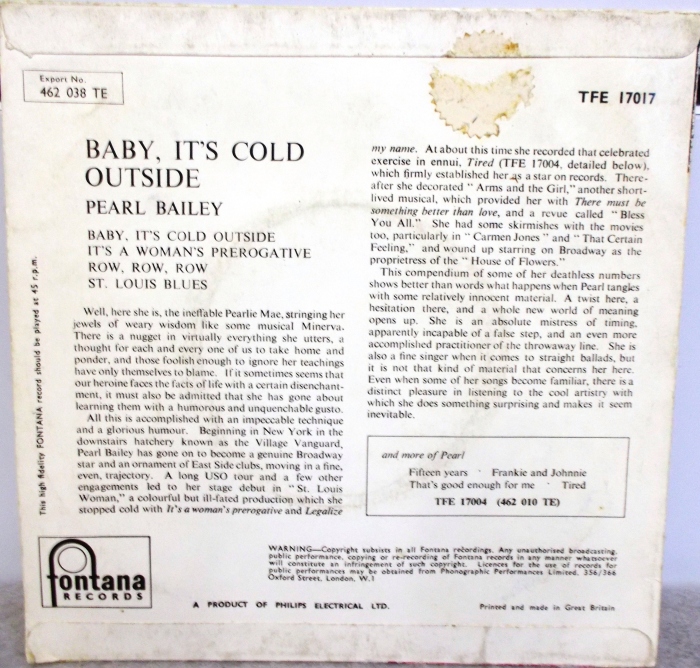 Export No.
462 038 TE
TFE 17017
BABY, IT'S COLD
OUTSIDE
PEARL BAILEY
BABY, IT'S COLD OUTSIDE
IT'S A WOMAN'S PREROGATIVE
ROW, ROW, ROW
ST. LOUIS BLUES
Well, here she is, the ineffable Pearlie Mae, stringing her
jewels of weary wisdom like some musical Minerva.
There is a nugget in virtually everything she utters, a
thought for each and every one of us to take home and
ponder, and those foolish enough to ignore her teachings
have only themselves to blame. If it sometimes seems that
our heroine faces the facts of life with a certain disenchant-
ment, it must also be admitted that she has gone about
learning them with a humorous and unquenchable gusto.
All this is accomplished with an impeccable technique
and a glorious humour. Beginning in New York in the
downstairs hatchery known as the Village Vanguard,
Pearl Bailey has gone on to become a genuine Broadway
star and an ornament of East Side clubs, moving in a fine,
even, trajectory. A long USO tour and a few other
engagements led to her stage debut in " St. Louis
Woman," a colourful but ill-fated production which she
stopped cold with It's a woman's prerogative and Legalize
my name. At about this time she recorded that celebrated
exercise in ennui, Tired (TFE 17004, detailed below),
which firmly established her as a star on records. There-
after she decorated " Arms and the Girl," another short-
lived musical, which provided her with There must be
something better than love, and a revue called " Bless
You All." She had some skirmishes with the movies
too, particularly in " Carmen Jones " and " That Certain
Feeling," and wound up starring on Broadway as the
proprietress of the " House of Flowers."
This compendium of some of her deathless numbers
shows better than words what happens when Pearl tangles
with some relatively innocent material. A twist here, a
hesitation there, and a whole new world of meaning
opens up. She is an absolute mistress of timing,
apparently incapable of a false step, and an even more
accomplished practitioner of the throwaway line. She is
also a fine singer when it comes to straight ballads, but
it is not that kind of material that concerns her here.
Even when some of her songs become familiar, there is a
distinct pleasure in listening to the cool artistry with
which she does something surprising and makes it seem
inevitable.
and more of Pearl
Fifteen years · Frankie and Johnnie
That's good enough for me · Tired
TFE 17004 (462 010 TE)
This high fidelity FONTANA record should be played at 45 r.p.m.
fontana
RECORDS
WARNING—Copyright subsists in all Fontana recordings. Any unauthorised broadcasting,
public performance, copying or re-recording of Fontana records in any manner whatsoever
will constitute an infringement of such copyright. Licences for the use of records for
public performances may be obtained from Phonographic Performances Limited, 356/366
Oxford Street, London, W.1
A PRODUCT OF PHILIPS ELECTRICAL LTD.
Printed and made in Great Britain